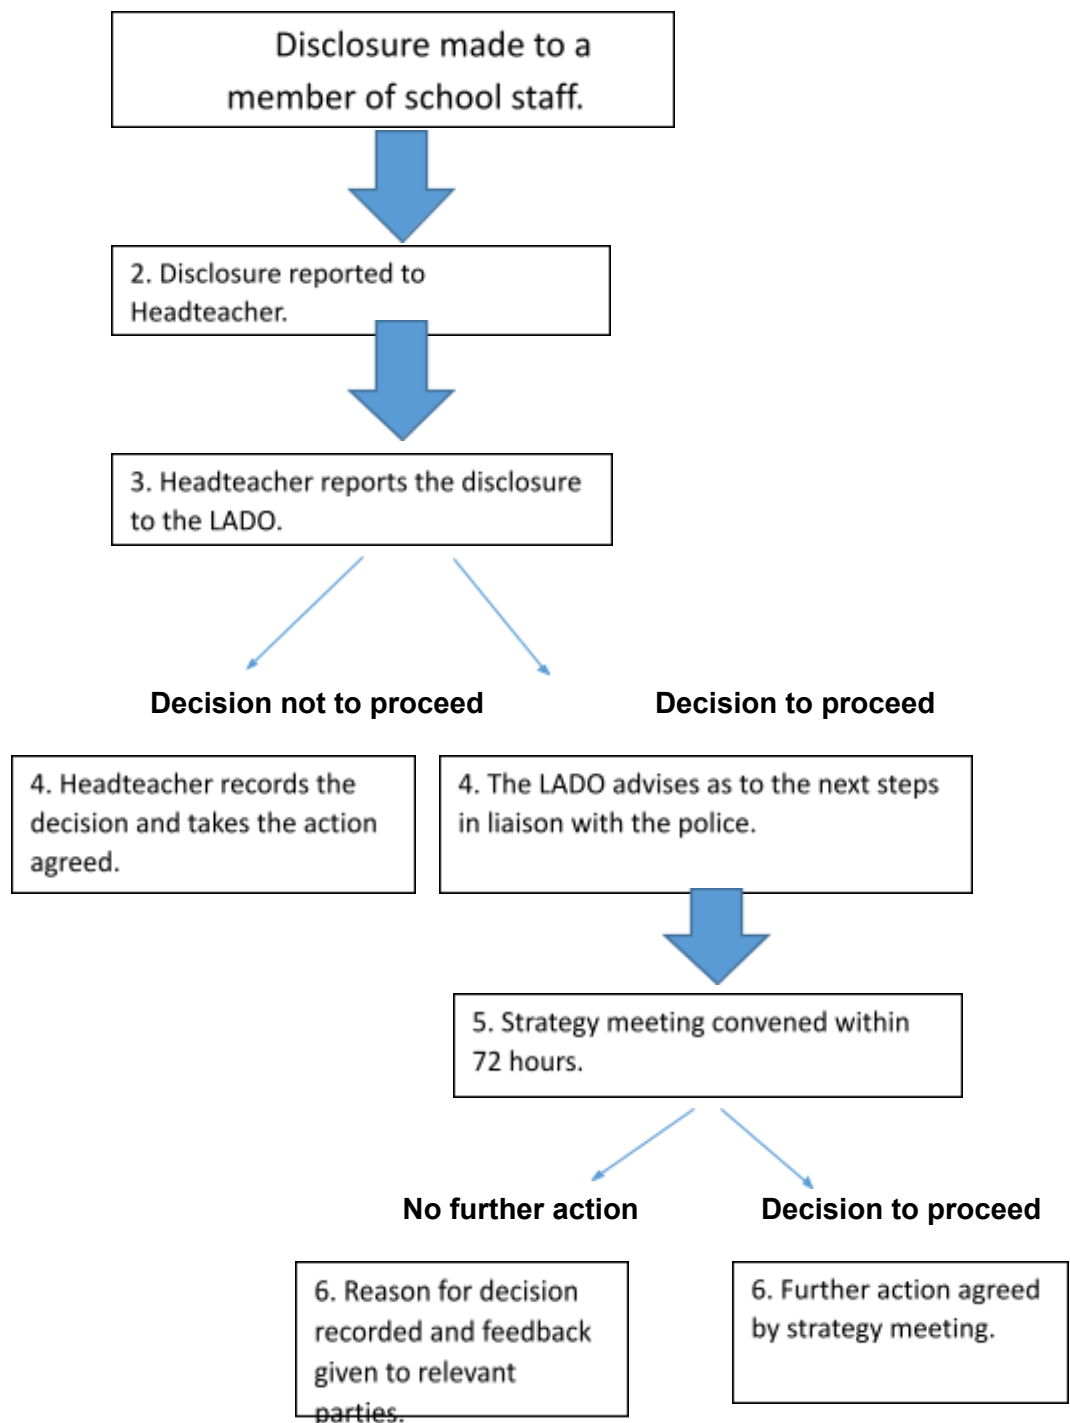 Disclosure made to a
member of school staff.
2. Disclosure reported to
Headteacher.
3. Headteacher reports the disclosure
to the LADO.
Decision not to proceed
Decision to proceed
4. Headteacher records the
decision and takes the action
agreed.
4. The LADO advises as to the next steps
in liaison with the police.
5. Strategy meeting convened within
72 hours.
No further action
Decision to proceed
6. Reason for decision
recorded and feedback
given to relevant
parties.
6. Further action agreed
by strategy meeting.